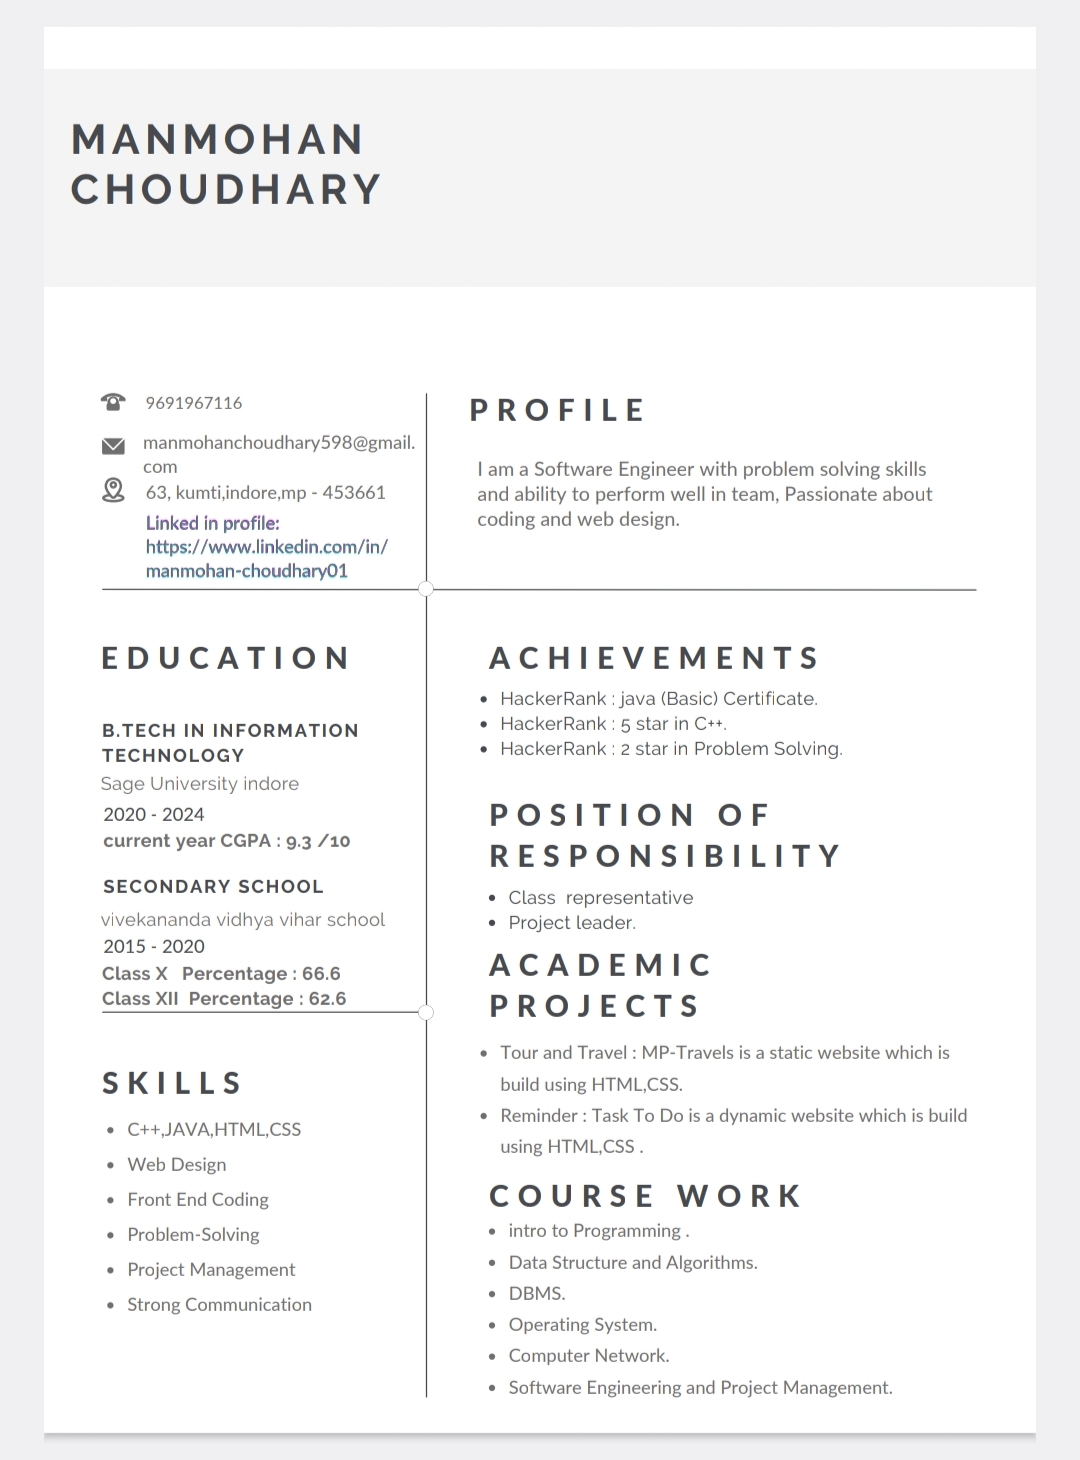 MANMOHAN
CHOUDHARY
9691967116
manmohanchoudhary598@gmail.
com
63, kumti,indore,mp - 453661
Linked in profile:
https://www.linkedin.com/in/
manmohan-choudhary01
PROFILE
I am a Software Engineer with problem solving skills
and ability to perform well in team, Passionate about
coding and web design.
EDUCATION
B.TECH IN INFORMATION
TECHNOLOGY
Sage University indore
2020 - 2024
current year CGPA : 9.3 /10
SECONDARY SCHOOL
vivekananda vidhya vihar school
2015 - 2020
Class X Percentage : 66.6
Class XII Percentage : 62.6
SKILLS
• C++,JAVA,HTML,CSS
• Web Design
• Front End Coding
• Problem-Solving
• Project Management
• Strong Communication
ACHIEVEMENTS
• HackerRank : java (Basic) Certificate.
• HackerRank : 5 star in C++.
• HackerRank : 2 star in Problem Solving.
POSITION OF
RESPONSIBILITY
• Class representative
• Project leader.
ACADEMIC
PROJECTS
• Tour and Travel : MP-Travels is a static website which is
build using HTML,CSS.
• Reminder : Task To Do is a dynamic website which is build
using HTML,CSS .
COURSE WORK
• intro to Programming .
• Data Structure and Algorithms.
• DBMS.
• Operating System.
• Computer Network.
• Software Engineering and Project Management.